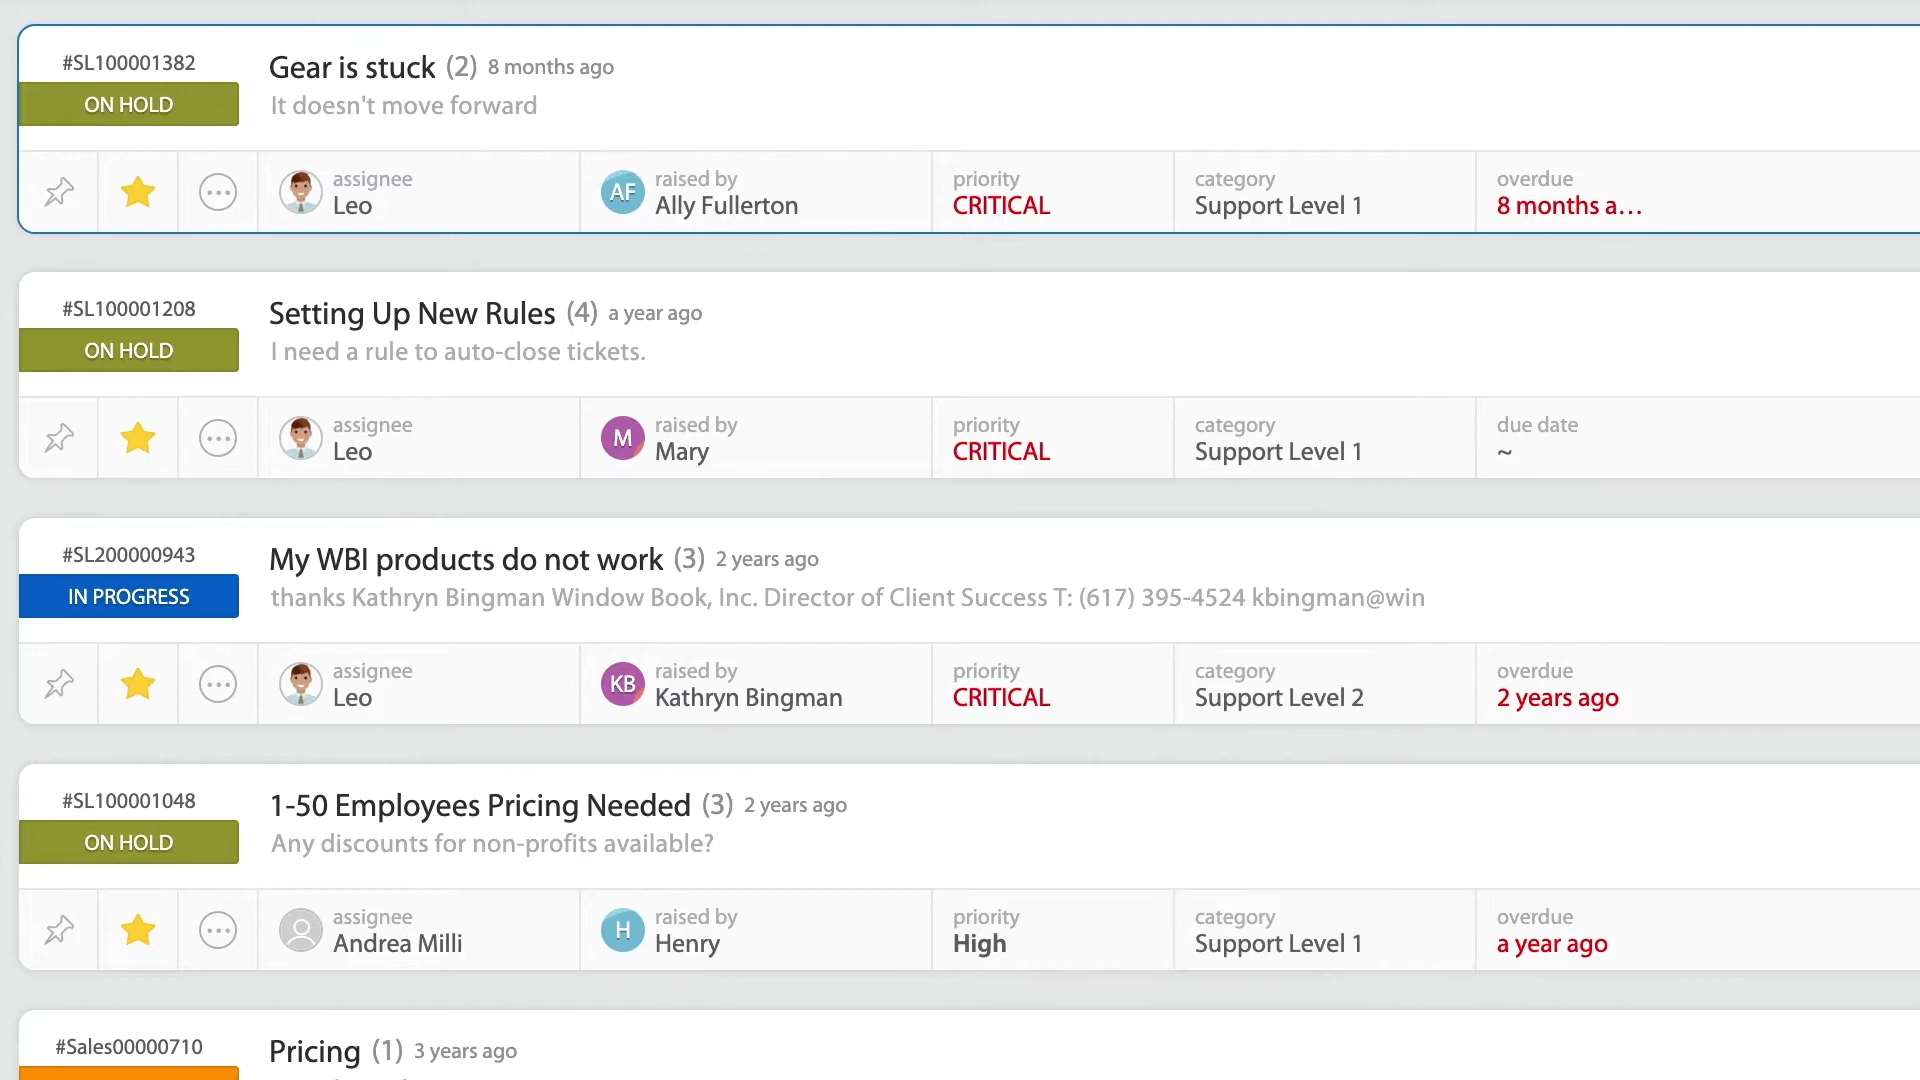 #SL100001382
ON HOLD
Gear is stuck (2) 8 months ago
It doesn't move forward
assignee
Leo
AF
raised by
Ally Fullerton
priority
CRITICAL
category
Support Level 1
overdue
8 months a…
#SL100001208
ON HOLD
Setting Up New Rules (4) a year ago
I need a rule to auto-close tickets.
assignee
Leo
M
raised by
Mary
priority
CRITICAL
category
Support Level 1
due date
~
#SL200000943
IN PROGRESS
My WBI products do not work (3) 2 years ago
thanks Kathryn Bingman Window Book, Inc. Director of Client Success T: (617) 395-4524 kbingman@win
assignee
Leo
KB
raised by
Kathryn Bingman
priority
CRITICAL
category
Support Level 2
overdue
2 years ago
#SL100001048
ON HOLD
1-50 Employees Pricing Needed (3) 2 years ago
Any discounts for non-profits available?
assignee
Andrea Milli
H
raised by
Henry
priority
High
category
Support Level 1
overdue
a year ago
#Sales00000710
Pricing (1) 3 years ago